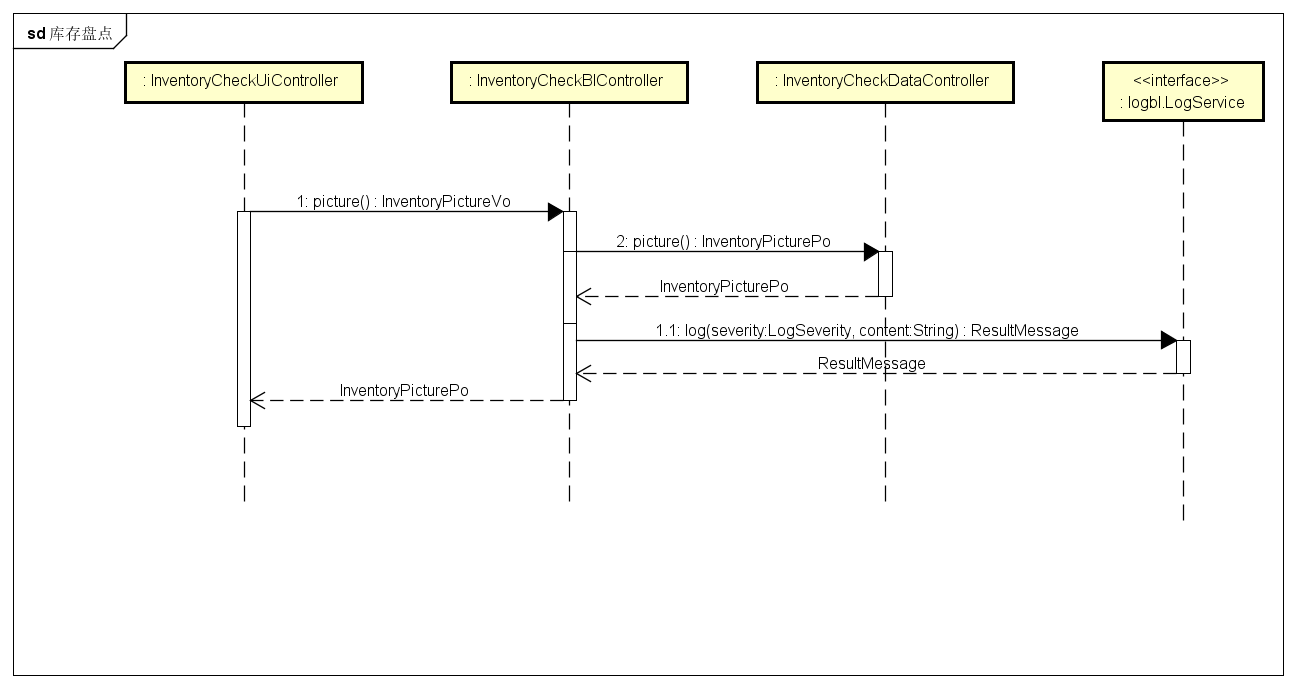 sd 库存盘点
: InventoryCheckUiController
: InventoryCheckBlController
: InventoryCheckDataController
<<interface>>
: logbl.LogService
1: picture() : InventoryPictureVo
2: picture() : InventoryPicturePo
InventoryPicturePo
1.1: log(severity:LogSeverity, content:String) : ResultMessage
ResultMessage
InventoryPicturePo